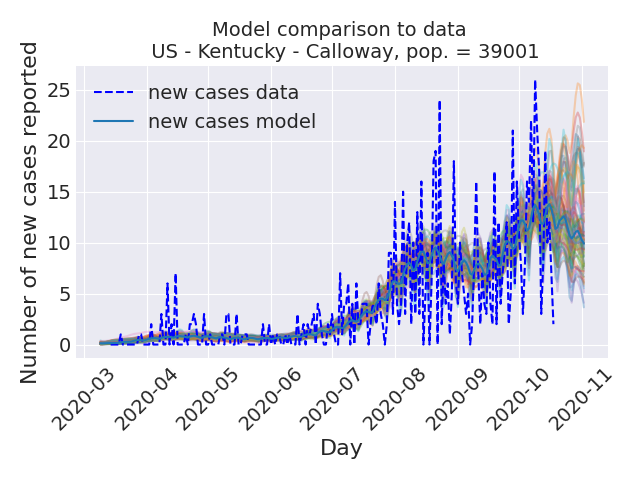 Model comparison to data
US - Kentucky - Calloway, pop. = 39001
Number of new cases reported
25
20
15
10
5
0
new cases data
new cases model
2020-03
2020-04
2020-05
2020-06
2020-07
2020-08
2020-09
2020-10
2020-11
Day